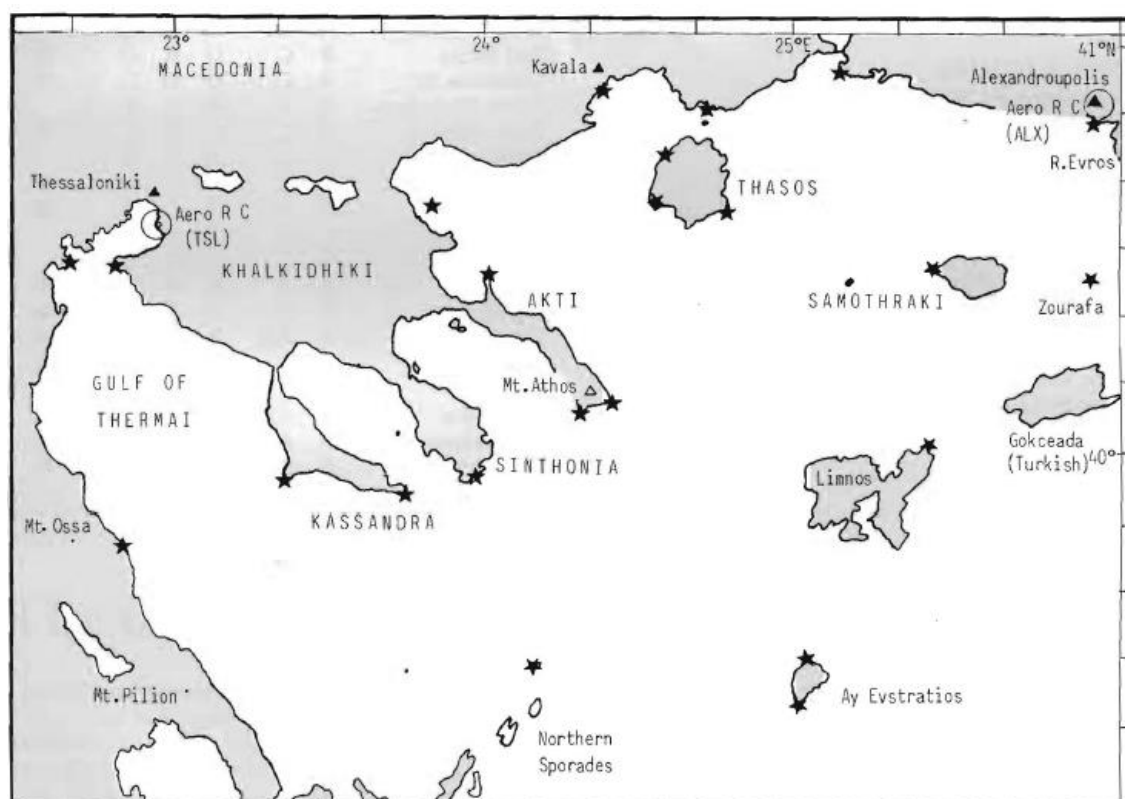 23°
24
25°E
41°N
MACEDONIA
Kavala
Alexandroupolis
Aero R C
(ALX)
R.Evros
Thessaloniki
Aero R C
(TSL)
THASOS
KHALKIDHIKI
AKTI
SAMOTHRAKI
Zourafa
GULF OF
THERMAI
Mt.Athos
Gokceada
(Turkish)
40°
SINTHONIA
Limnos
KASSANDRA
Mt.Ossa
Mt.Pilion
Ay Evstratios
Northern
Sporades